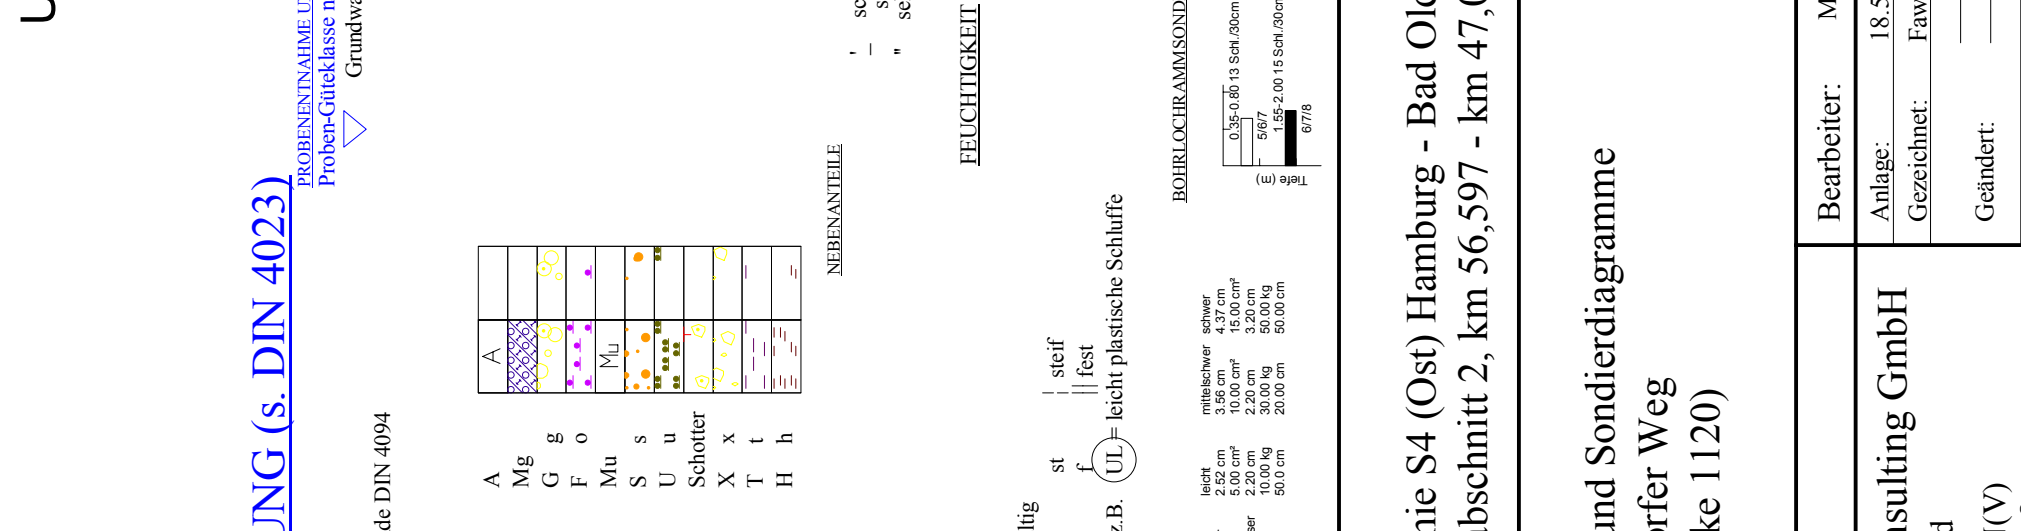 UNG (s. DIN 4023)
PROBENENTNAHME U
Proben-Güteklasse n
Grundwa
de DIN 4094
A A
Mg
G g
F o
Mu Mu
S s
U u
Schotter
X x
T t
H h
NEBENANTEILE
' sc
– s
" se
FEUCHTIGKEIT
ltig
st steif
f fest
z.B. UL = leicht plastische Schluffe
BOHRLOCHRAMMSOND
leicht mittelschwer schwer
2.52 cm 3.56 cm 4.37 cm
5.00 cm² 10.00 cm² 15.00 cm²
ser 2.20 cm 2.20 cm 3.20 cm
10.00 kg 30.00 kg 50.00 kg
50.0 cm 20.00 cm 50.00 cm
Tiefe (m)
0.35-0.80 13 Schl./30cm
5/6/7
1.55-2.00 15 Schl./30cm
6/7/8
nie S4 (Ost) Hamburg - Bad Old
abschnitt 2, km 56,597 - km 47,0
und Sondierdiagramme
orfer Weg
ke 1120)
Bearbeiter: M
Anlage: 18.5
Gezeichnet: Faw
Geändert:
nsulting GmbH
d
(V)